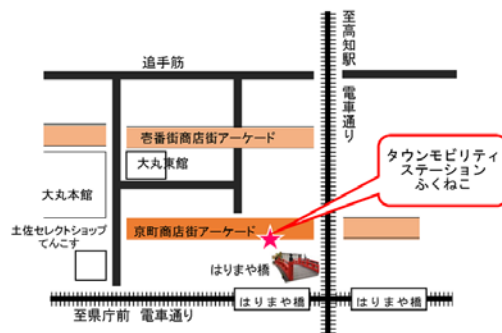 至高知駅
電車通り
追手筋
壱番街商店街アーケード
大丸東館
タウンモビリティ
ステーション
ふくねこ
大丸本館
土佐セレクトショップ
てんこす
京町商店街アーケード
はりまや橋
はりまや橋
はりまや橋
至県庁前 電車通り